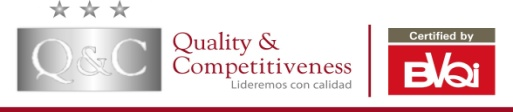 Q&C
Quality &
Competitiveness
Lideremos con calidad
Certified by
BVQi